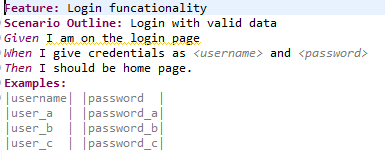 Feature: Login funcationality
Scenario Outline: Login with valid data
Given I am on the login page
When I give credentials as <username> and <password>
Then I should be home page.
Examples:
|username| |password  |
|user_a  | |password_a|
|user_b  | |password_b|
|user_c  | |password_c|